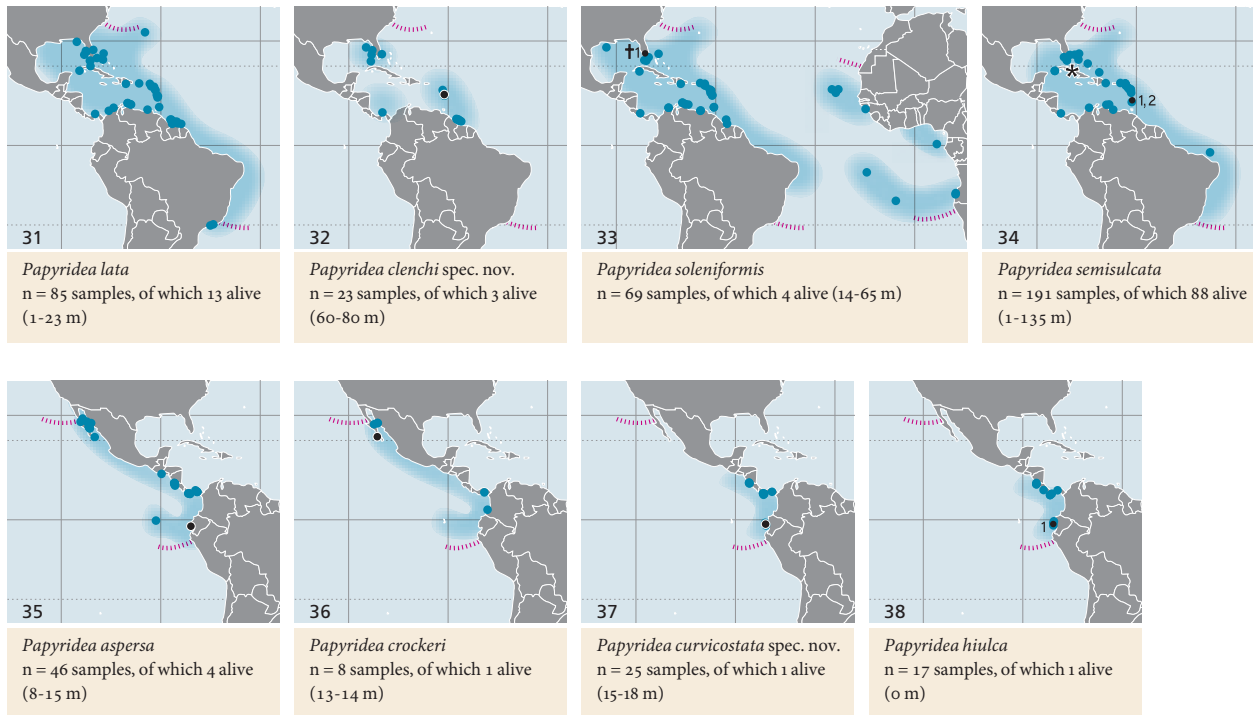 †1
1,2
*
31
32
33
34
Papyridea lata
n = 85 samples, of which 13 alive
(1-23 m)
Papyridea clenchi spec. nov.
n = 23 samples, of which 3 alive
(60-80 m)
Papyridea soleniformis
n = 69 samples, of which 4 alive (14-65 m)
Papyridea semisulcata
n = 191 samples, of which 88 alive
(1-135 m)
1
35
36
37
38
Papyridea aspersa
n = 46 samples, of which 4 alive
(8-15 m)
Papyridea crockeri
n = 8 samples, of which 1 alive
(13-14 m)
Papyridea curvicostata spec. nov.
n = 25 samples, of which 1 alive
(15-18 m)
Papyridea hiulca
n = 17 samples, of which 1 alive
(0 m)